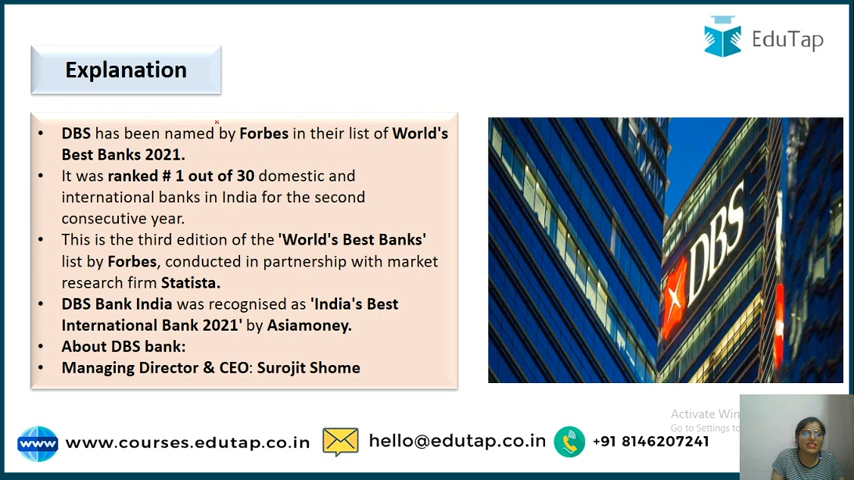 EduTap
Explanation
• DBS has been named by Forbes in their list of World's
Best Banks 2021.
• It was ranked # 1 out of 30 domestic and
international banks in India for the second
consecutive year.
• This is the third edition of the 'World's Best Banks'
list by Forbes, conducted in partnership with market
research firm Statista.
• DBS Bank India was recognised as 'India's Best
International Bank 2021' by Asiamoney.
• About DBS bank:
• Managing Director & CEO: Surojit Shome
DBS
Activate Win
Go to Settings to
www www.courses.edutap.co.in hello@edutap.co.in +91 8146207241